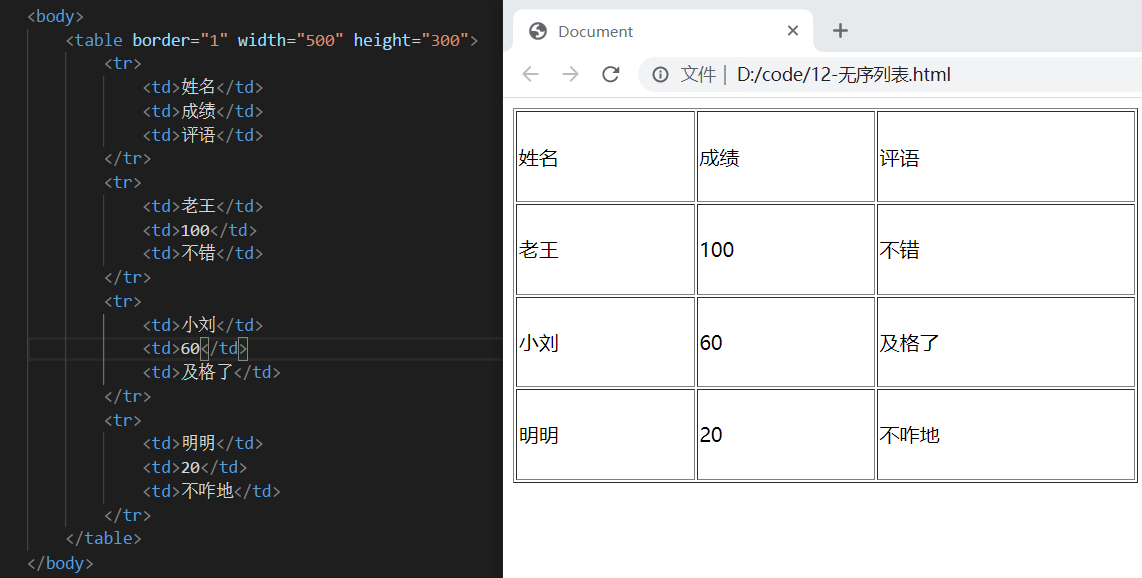 <body>
<table border="1" width="500" height="300">
<tr>
<td>姓名</td>
<td>成绩</td>
<td>评语</td>
</tr>
<tr>
<td>老王</td>
<td>100</td>
<td>不错</td>
</tr>
<tr>
<td>小刘</td>
<td>60</td>
<td>及格了</td>
</tr>
<tr>
<td>明明</td>
<td>20</td>
<td>不咋地</td>
</tr>
</table>
</body>
Document
文件 | D:/code/12-无序列表.html
姓名 成绩 评语
老王 100 不错
小刘 60 及格了
明明 20 不咋地